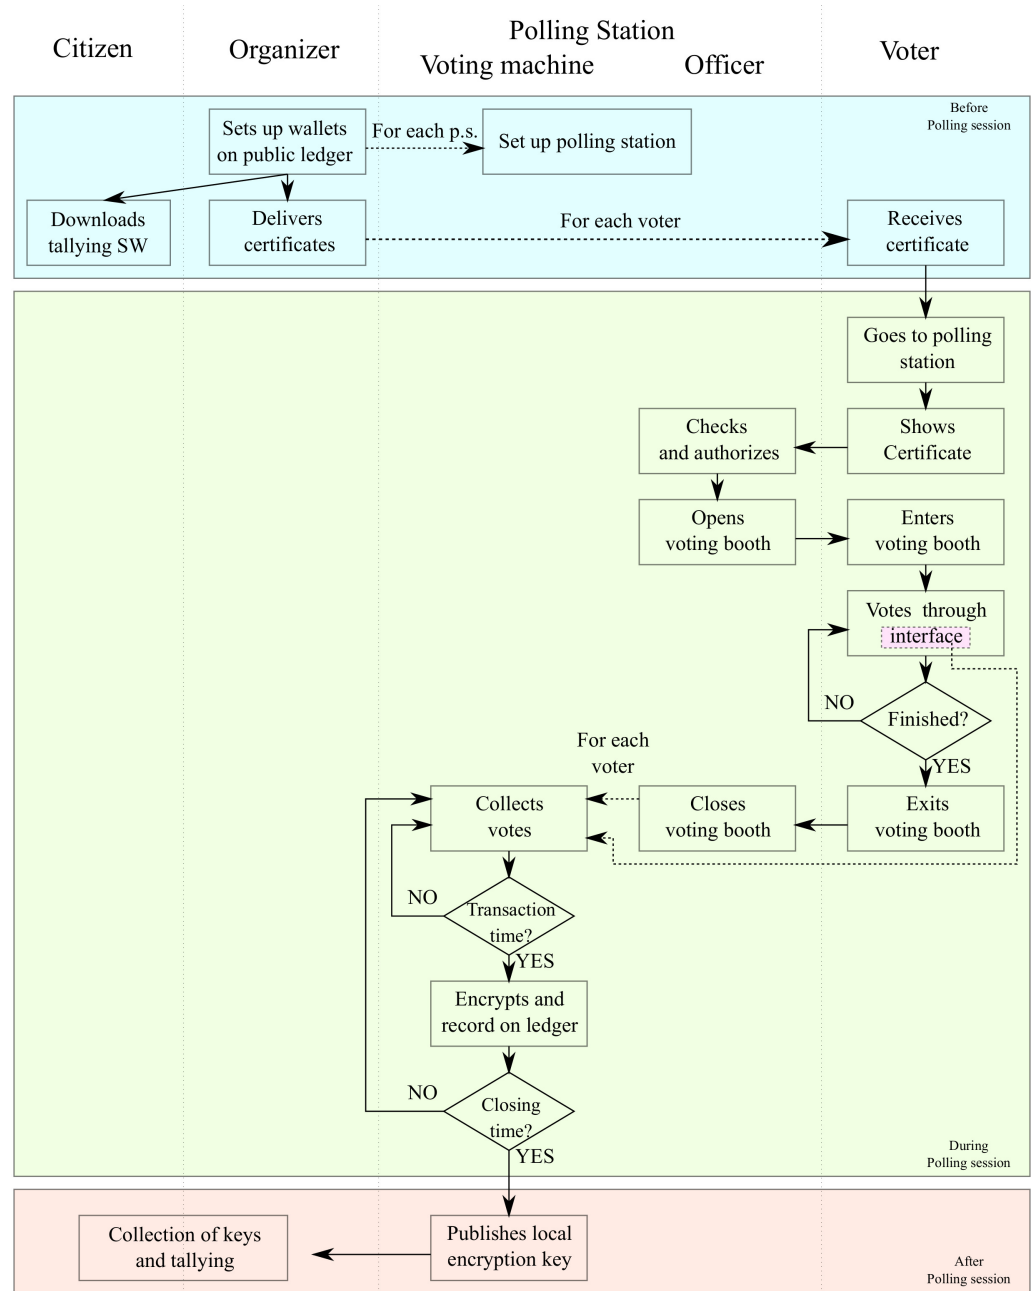 Polling Station
Citizen
Organizer
Voting machine
Officer
Voter
Before
Polling session
Sets up wallets
on public ledger
For each p.s.
Set up polling station
Downloads
tallying SW
Delivers
certificates
For each voter
Receives
certificate
Goes to polling
station
Checks
and authorizes
Shows
Certificate
Opens
voting booth
Enters
voting booth
Votes through
interface
NO
Finished?
YES
For each
voter
Collects
votes
Closes
voting booth
Exits
voting booth
NO
Transaction
time?
YES
Encrypts and
record on ledger
NO
Closing
time?
YES
During
Polling session
Collection of keys
and tallying
Publishes local
encryption key
After
Polling session